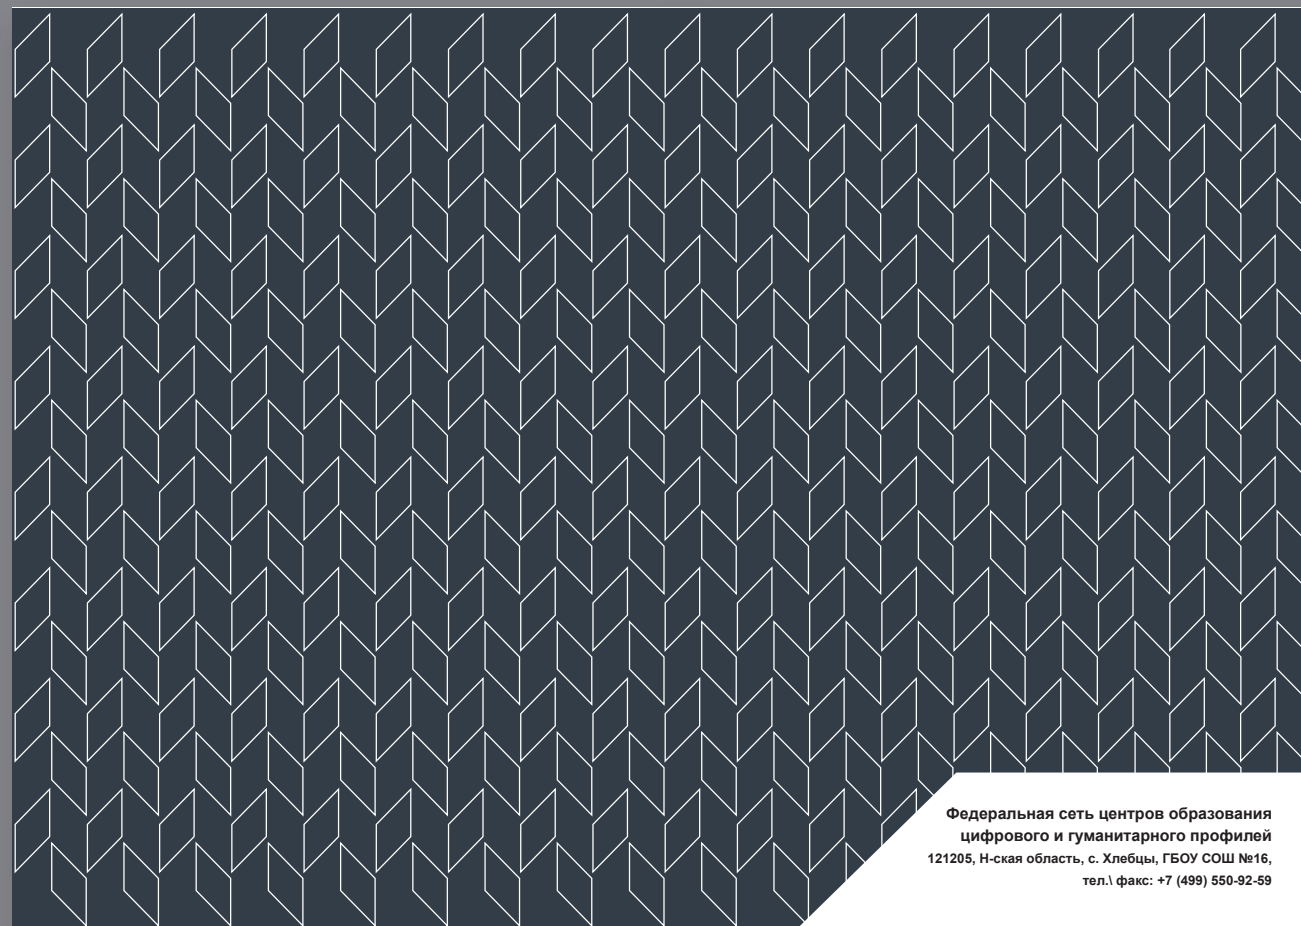 Федеральная сеть центров образования
цифрового и гуманитарного профилей
121205, Н-ская область, с. Хлебцы, ГБОУ СОШ №16,
тел.\ факс: +7 (499) 550-92-59